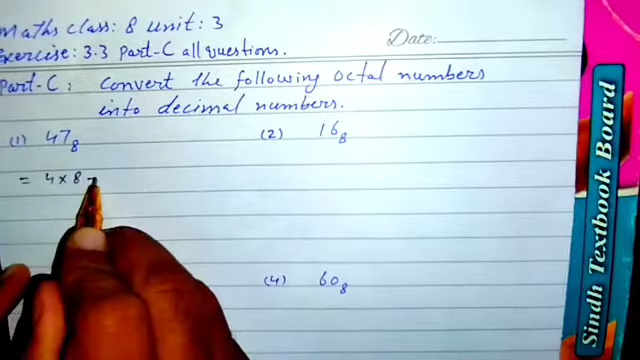 Maths class: 8 unit: 3
Exercise: 3.3 Part-C all questions.
Date:
Part-C: Convert the following octal numbers
into decimal numbers.
(1) 47₈ (2) 16₈
= 4 × 8
(4) 60₈
Sindh Textbook Board